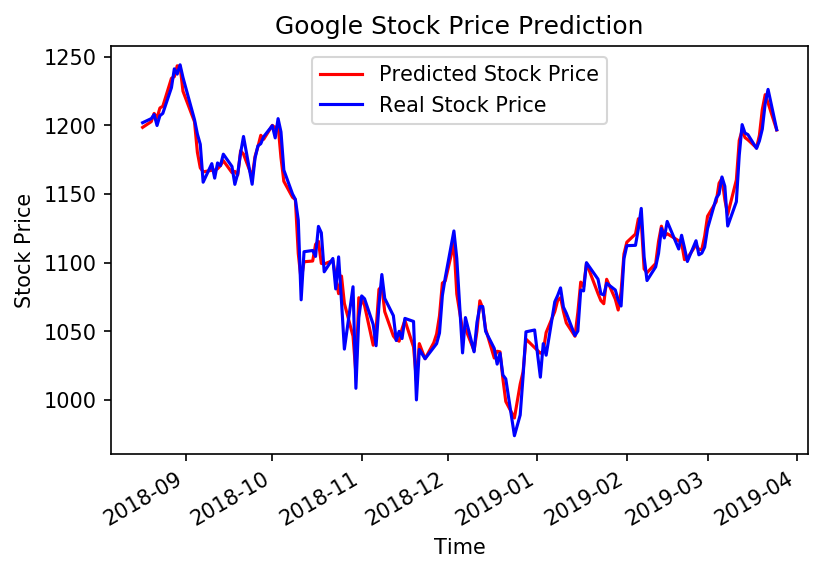 Google Stock Price Prediction
Predicted Stock Price
Real Stock Price
Stock Price
1250
1200
1150
1100
1050
1000
2018-09
2018-10
2018-11
2018-12
2019-01
2019-02
2019-03
2019-04
Time